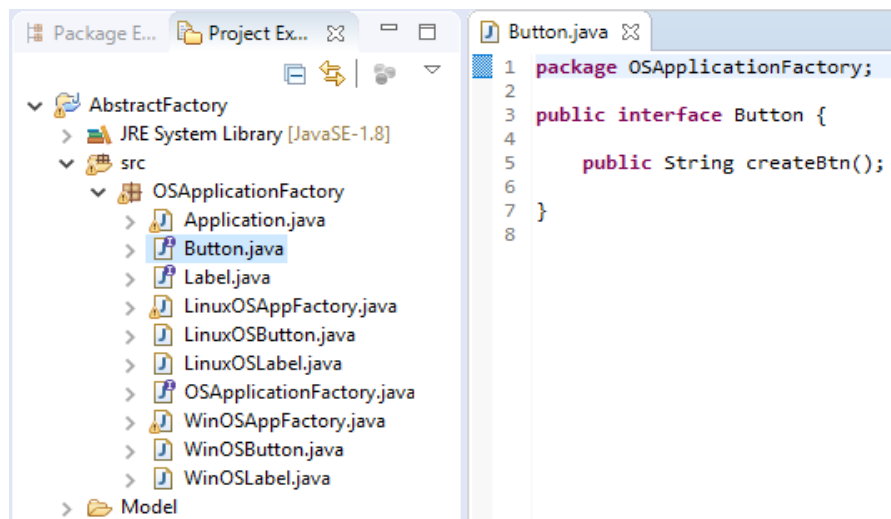 Package E...
Project Ex...
AbstractFactory
JRE System Library [JavaSE-1.8]
src
OSApplicationFactory
Application.java
Button.java
Label.java
LinuxOSAppFactory.java
LinuxOSButton.java
LinuxOSLabel.java
OSApplicationFactory.java
WinOSAppFactory.java
WinOSButton.java
WinOSLabel.java
Model
Button.java
1 package OSApplicationFactory;
2
3 public interface Button {
4
5 public String createBtn();
6
7 }
8